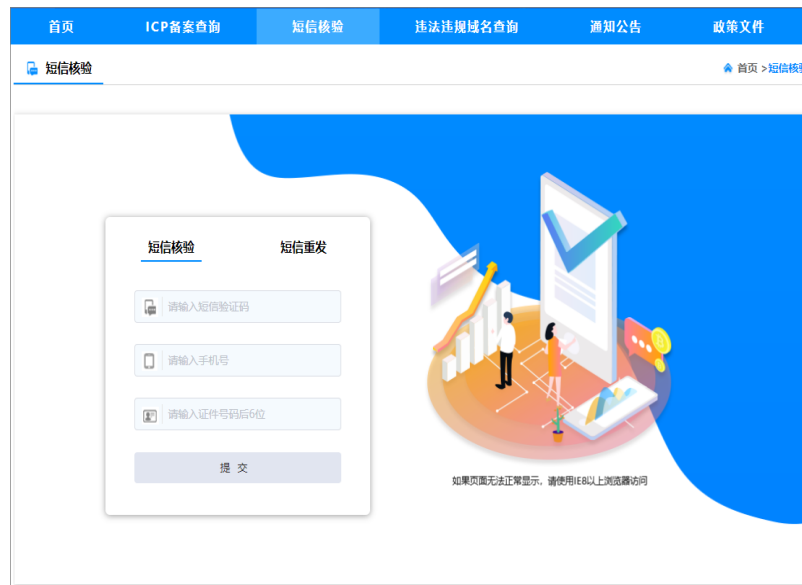 首页 ICP备案查询 短信核验 违法违规域名查询 通知公告 政策文件
短信核验
首页 >短信核验
短信核验 短信重发
请输入短信验证码
请输入手机号
请输入证件号码后6位
提 交
如果页面无法正常显示，请使用IE8以上浏览器访问